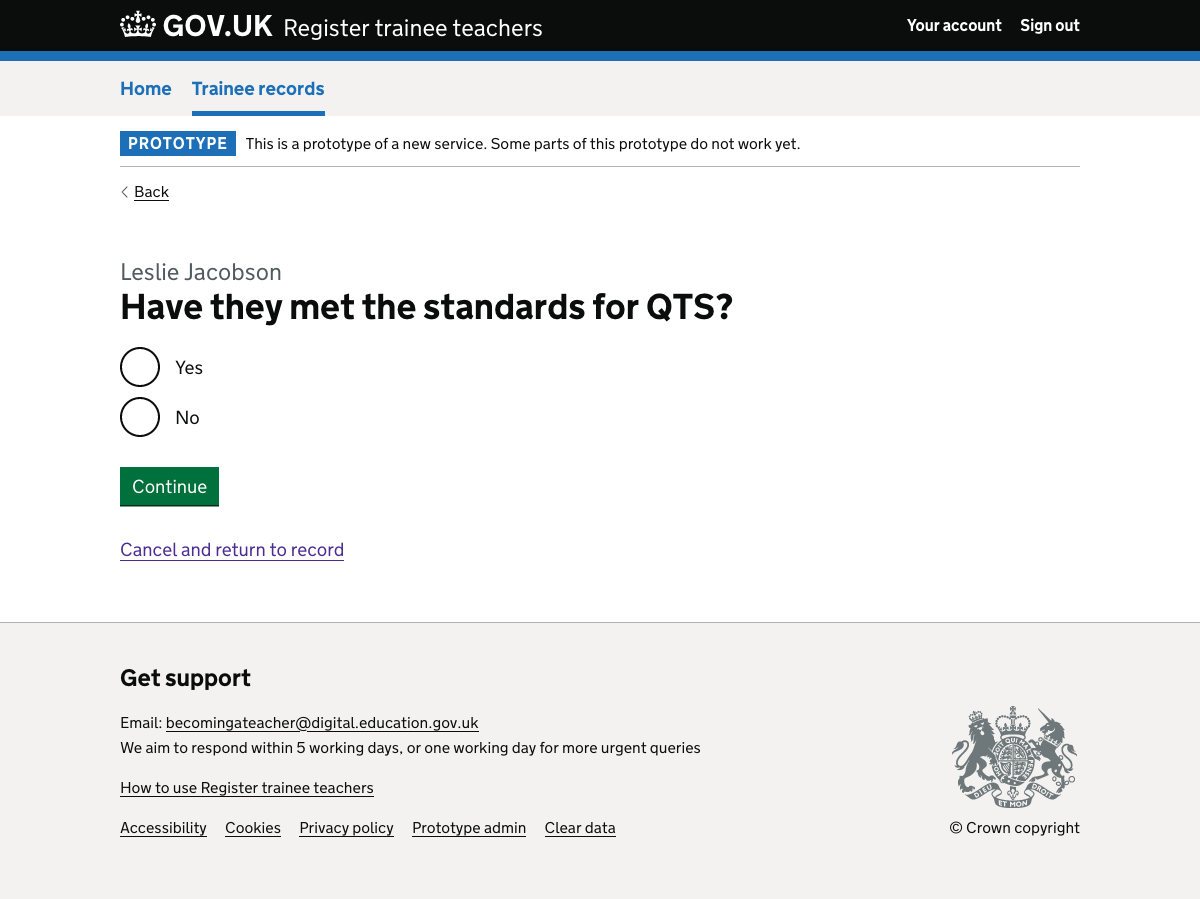 GOV.UK Register trainee teachers Your account Sign out
Home Trainee records
PROTOTYPE This is a prototype of a new service. Some parts of this prototype do not work yet.
Back
Leslie Jacobson
Have they met the standards for QTS?
Yes
No
Continue
Cancel and return to record
Get support
Email: becomingateacher@digital.education.gov.uk
We aim to respond within 5 working days, or one working day for more urgent queries
How to use Register trainee teachers
Accessibility Cookies Privacy policy Prototype admin Clear data
DIEU ET MON DROIT
© Crown copyright